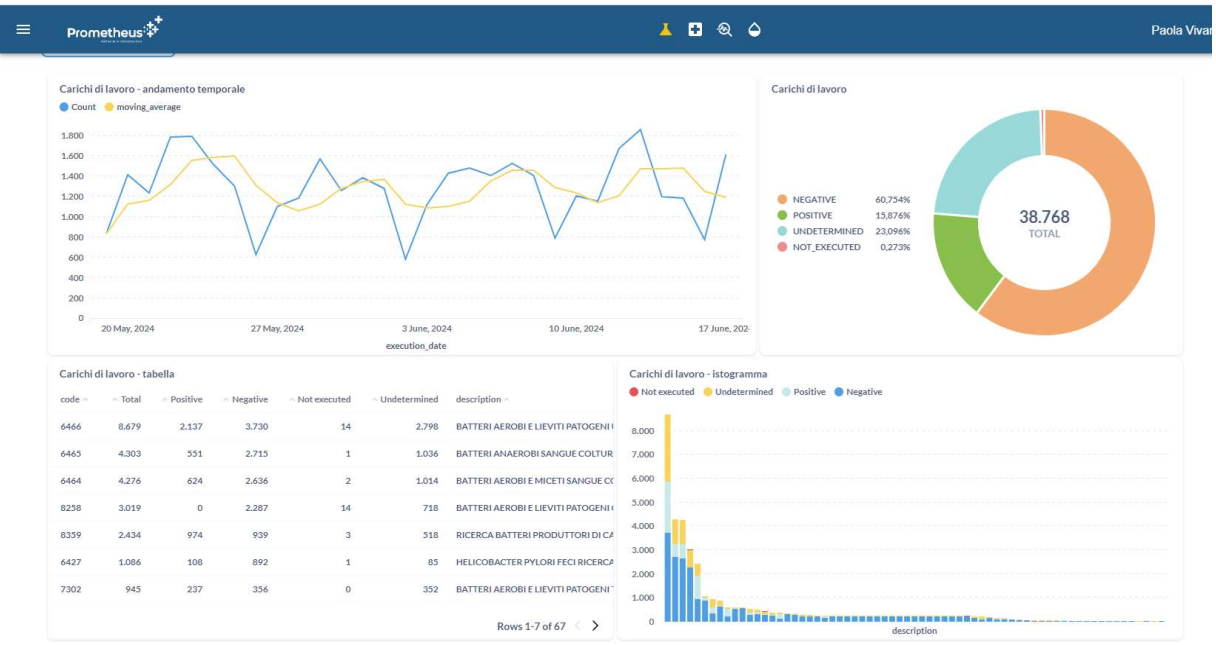 Prometheus
Paola Vivar
Carichi di lavoro - andamento temporale
Count moving_average
1.800
1.600
1.400
1.200
1.000
800
600
400
200
0
20 May, 2024 27 May, 2024 3 June, 2024 10 June, 2024 17 June, 202
execution_date
Carichi di lavoro
NEGATIVE 60,754%
POSITIVE 15,876%
UNDETERMINED 23,096%
NOT_EXECUTED 0,273%
38.768
TOTAL
Carichi di lavoro - tabella
code Total Positive Negative Not executed Undetermined description
6466 8.679 2.137 3.730 14 2.798 BATTERI AEROBI E LIEVITI PATOGENI
6465 4.303 551 2.715 1 1.036 BATTERI ANAEROBI SANGUE COLTUR
6464 4.276 624 2.636 2 1.014 BATTERI AEROBI E MICETI SANGUE CO
8258 3.019 0 2.287 14 718 BATTERI AEROBI E LIEVITI PATOGENI
8359 2.434 974 939 3 518 RICERCA BATTERI PRODUTTORI DI CA
6427 1.086 108 892 1 85 HELICOBACTER PYLORI FECI RICERCA
7302 945 237 356 0 352 BATTERI AEROBI E LIEVITI PATOGENI
Rows 1-7 of 67
Carichi di lavoro - istogramma
Not executed Undetermined Positive Negative
8.000
7.000
6.000
5.000
4.000
3.000
2.000
1.000
0
description